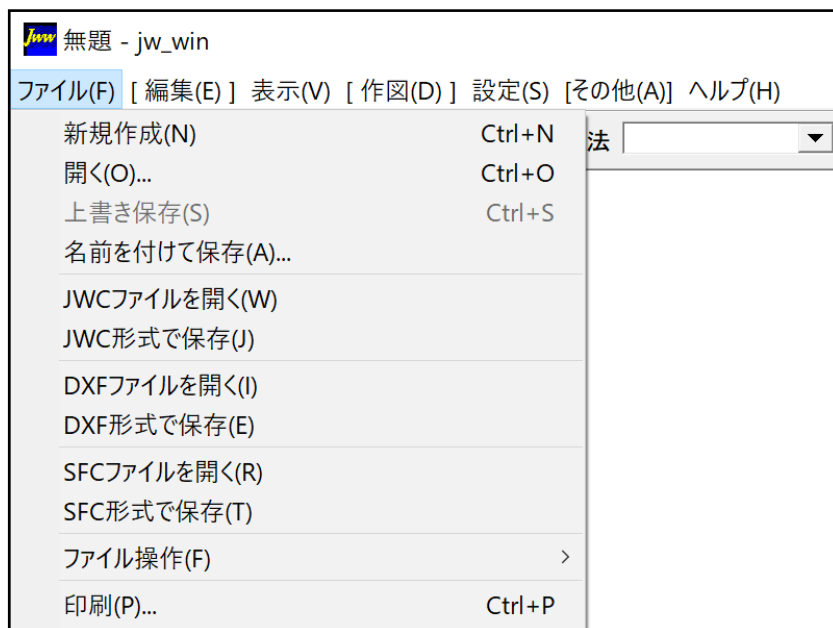 Jww 無題 - jw_win
ファイル(F) [ 編集(E) ] 表示(V) [ 作図(D) ] 設定(S) [その他(A)] ヘルプ(H)
新規作成(N) Ctrl+N
法
開く(O)... Ctrl+O
上書き保存(S) Ctrl+S
名前を付けて保存(A)...
JWCファイルを開く(W)
JWC形式で保存(J)
DXFファイルを開く(I)
DXF形式で保存(E)
SFCファイルを開く(R)
SFC形式で保存(T)
ファイル操作(F)
印刷(P)... Ctrl+P